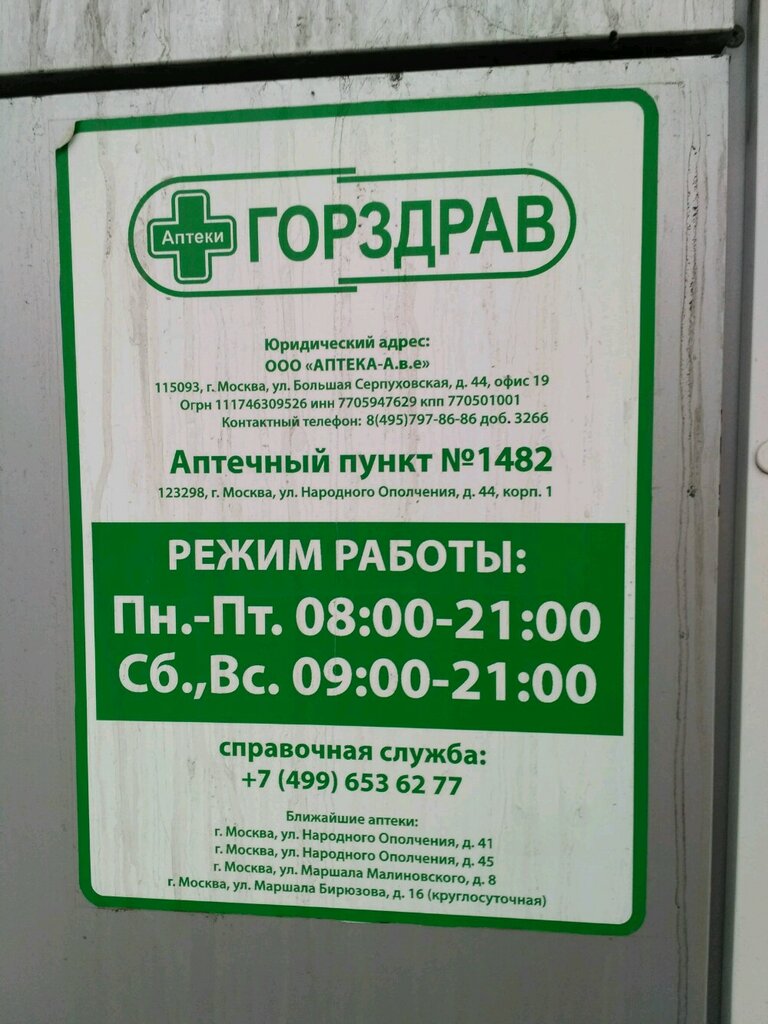 Аптеки ГОРЗДРАВ
Юридический адрес:
ООО «АПТЕКА-А.в.е»
115093, г. Москва, ул. Большая Серпуховская, д. 44, офис 19
Огрн 111746309526 инн 7705947629 кпп 770501001
Контактный телефон: 8(495)797-86-86 доб. 3266
Аптечный пункт №1482
123298, г. Москва, ул. Народного Ополчения, д. 44, корп. 1
РЕЖИМ РАБОТЫ:
Пн.-Пт. 08:00-21:00
Сб.,Вс. 09:00-21:00
справочная служба:
+7 (499) 653 62 77
Ближайшие аптеки:
г. Москва, ул. Народного Ополчения, д. 41
г. Москва, ул. Народного Ополчения, д. 45
г. Москва, ул. Маршала Малиновского, д. 8
г. Москва, ул. Маршала Бирюзова, д. 16 (круглосуточная)